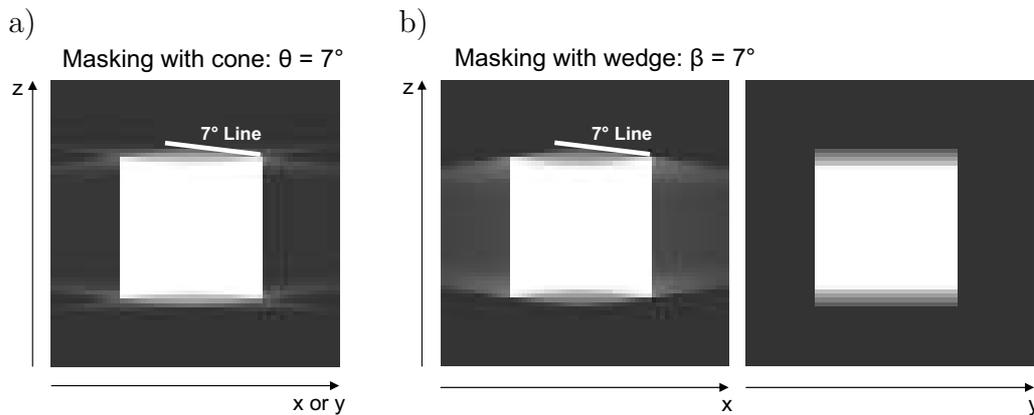 a)
Masking with cone: θ = 7°
z
7° Line
x or y
b)
Masking with wedge: β = 7°
z
7° Line
x
y